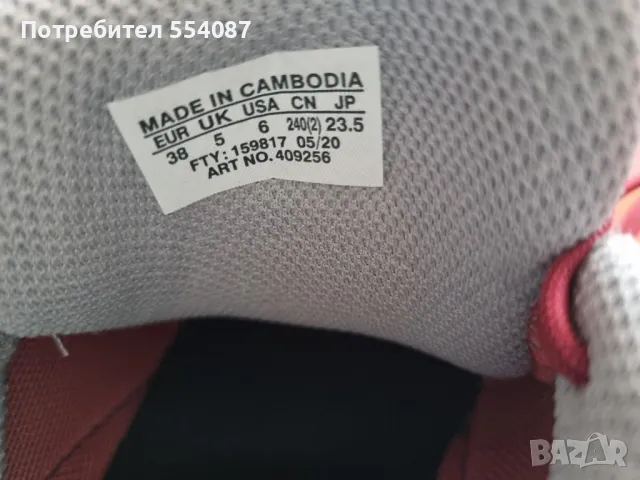 Потребител 554087
MADE IN CAMBODIA
EUR UK USA CN JP
38 5 6 240(2) 23.5
FTY: 159817 05/20
ART NO. 409256
BAZAR